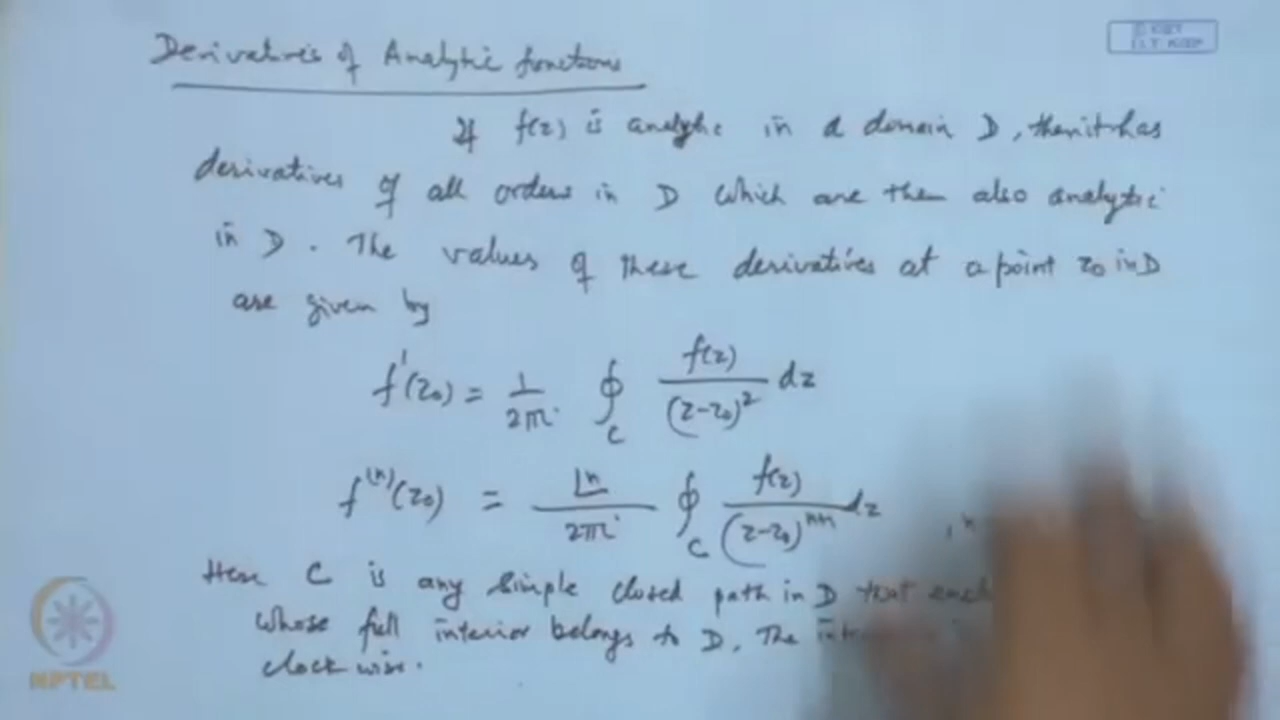 Derivatives of Analytic functions
If f(z) is analytic in a domain D, then it has
derivatives of all orders in D which are then also analytic
in D. The values of these derivatives at a point z₀ in D
are given by
f'(z₀) = 1/2πi ∮_C f(z)/(z-z₀)² dz
f⁽ⁿ⁾(z₀) = ∟n/2πi ∮_C f(z)/(z-z₀)ⁿ⁺¹ dz , n
Here C is any simple closed path in D that
whose full interior belongs to D. The
clockwise.
NPTEL